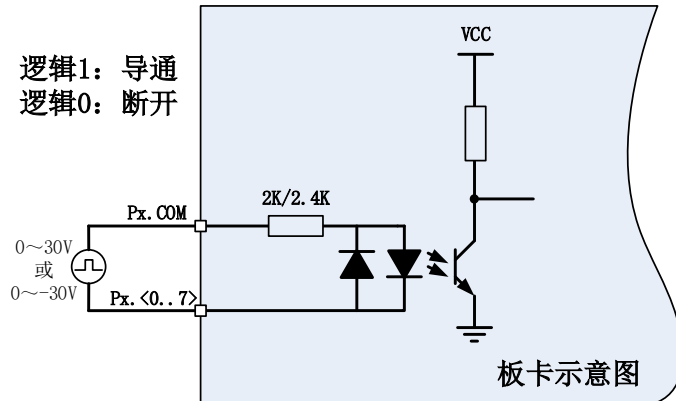 VCC
逻辑1：导通
逻辑0：断开
2K/2.4K
Px.COM
0～30V
或
0～-30V
Px.<0..7>
板卡示意图